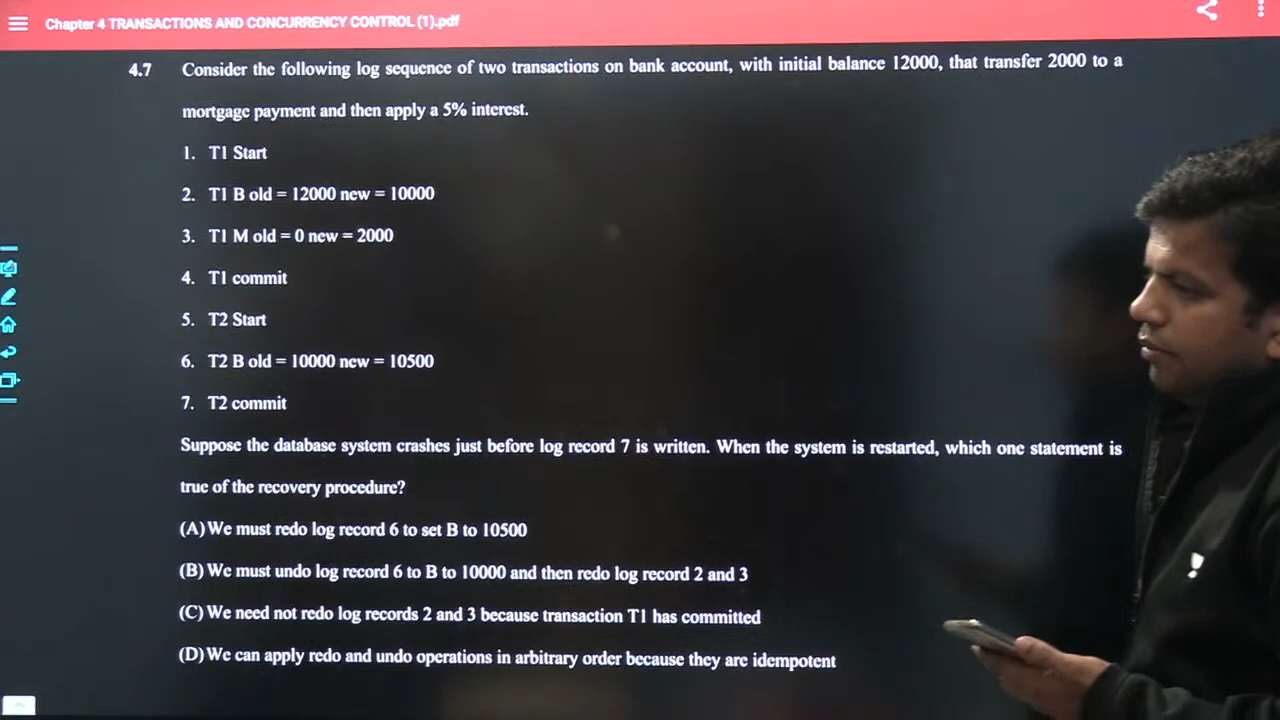 Chapter 4 TRANSACTIONS AND CONCURRENCY CONTROL (1).pdf
4.7 Consider the following log sequence of two transactions on bank account, with initial balance 12000, that transfer 2000 to a
mortgage payment and then apply a 5% interest.
1. T1 Start
2. T1 B old = 12000 new = 10000
3. T1 M old = 0 new = 2000
4. T1 commit
5. T2 Start
6. T2 B old = 10000 new = 10500
7. T2 commit
Suppose the database system crashes just before log record 7 is written. When the system is restarted, which one statement is
true of the recovery procedure?
(A) We must redo log record 6 to set B to 10500
(B) We must undo log record 6 to B to 10000 and then redo log record 2 and 3
(C) We need not redo log records 2 and 3 because transaction T1 has committed
(D) We can apply redo and undo operations in arbitrary order because they are idempotent